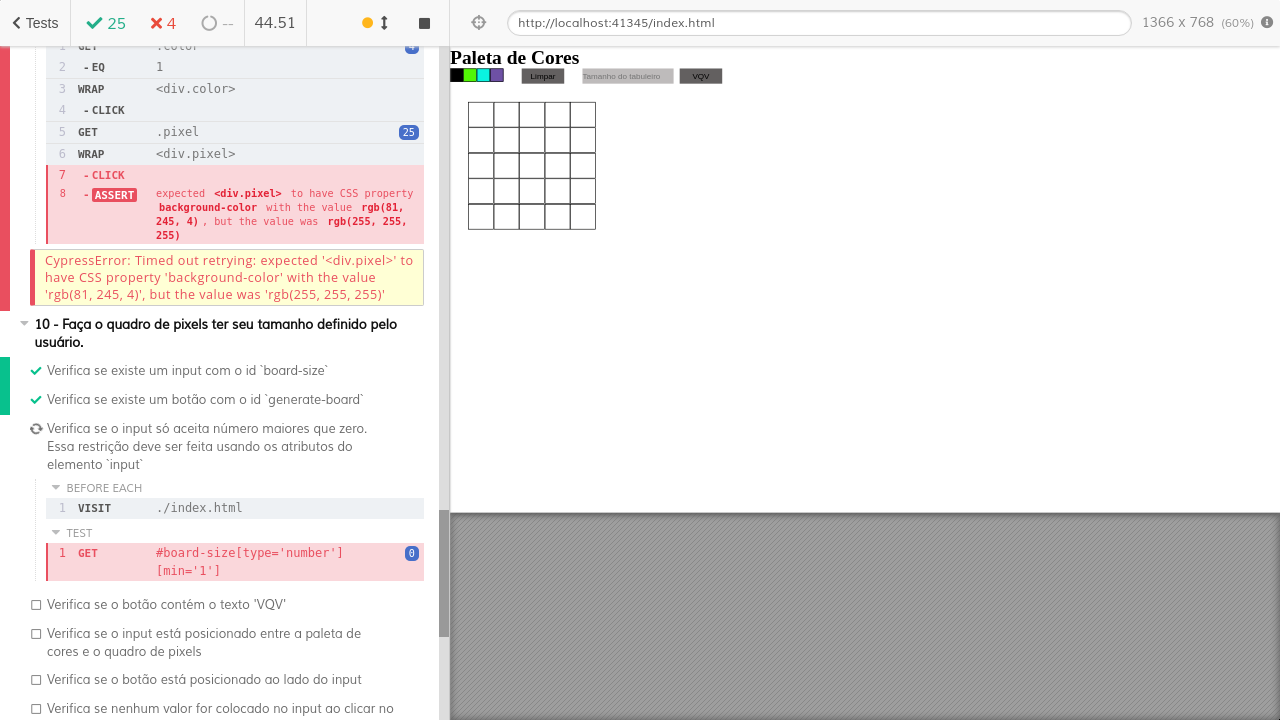 Tests 25 4 -- 44.51
http://localhost:41345/index.html 1366 x 768 (60%)
1 GET .color 4
2 - EQ 1
3 WRAP <div.color>
4 - CLICK
5 GET .pixel 25
6 WRAP <div.pixel>
7 - CLICK
8 - ASSERT expected <div.pixel> to have CSS property
background-color with the value rgb(81,
245, 4) , but the value was rgb(255, 255,
255)
CypressError: Timed out retrying: expected '<div.pixel>' to
have CSS property 'background-color' with the value
'rgb(81, 245, 4)', but the value was 'rgb(255, 255, 255)'
10 - Faça o quadro de pixels ter seu tamanho definido pelo
usuário.
Verifica se existe um input com o id `board-size`
Verifica se existe um botão com o id `generate-board`
Verifica se o input só aceita número maiores que zero.
Essa restrição deve ser feita usando os atributos do
elemento `input`
BEFORE EACH
1 VISIT ./index.html
TEST
1 GET #board-size[type='number'] 0
[min='1']
Verifica se o botão contém o texto 'VQV'
Verifica se o input está posicionado entre a paleta de
cores e o quadro de pixels
Verifica se o botão está posicionado ao lado do input
Verifica se nenhum valor for colocado no input ao clicar no
Paleta de Cores
Limpar Tamanho do tabuleiro VQV